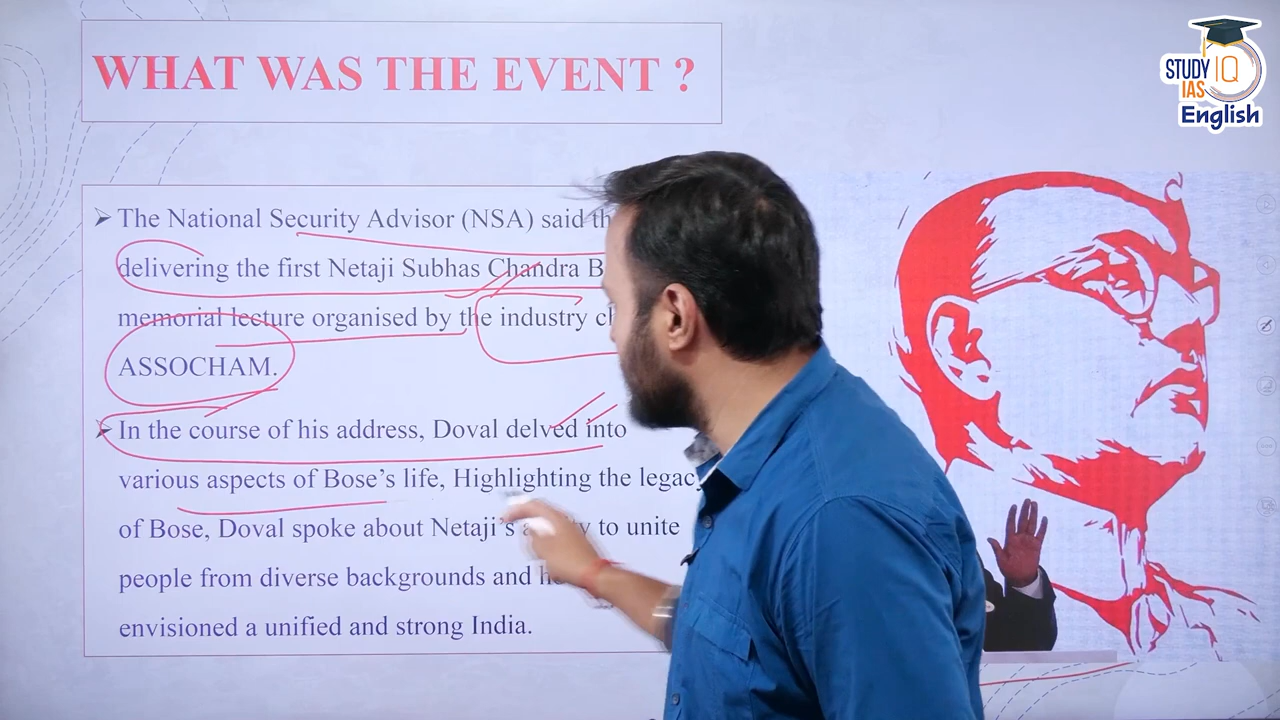 WHAT WAS THE EVENT ?
STUDY IQ
IAS
English
➤ The National Security Advisor (NSA) said
delivering the first Netaji Subhas Chandra
memorial lecture organised by the industry
ASSOCHAM.
➤ In the course of his address, Doval delved into
various aspects of Bose’s life, Highlighting the legacy
of Bose, Doval spoke about Netaji’s to unite
people from diverse backgrounds and
envisioned a unified and strong India.